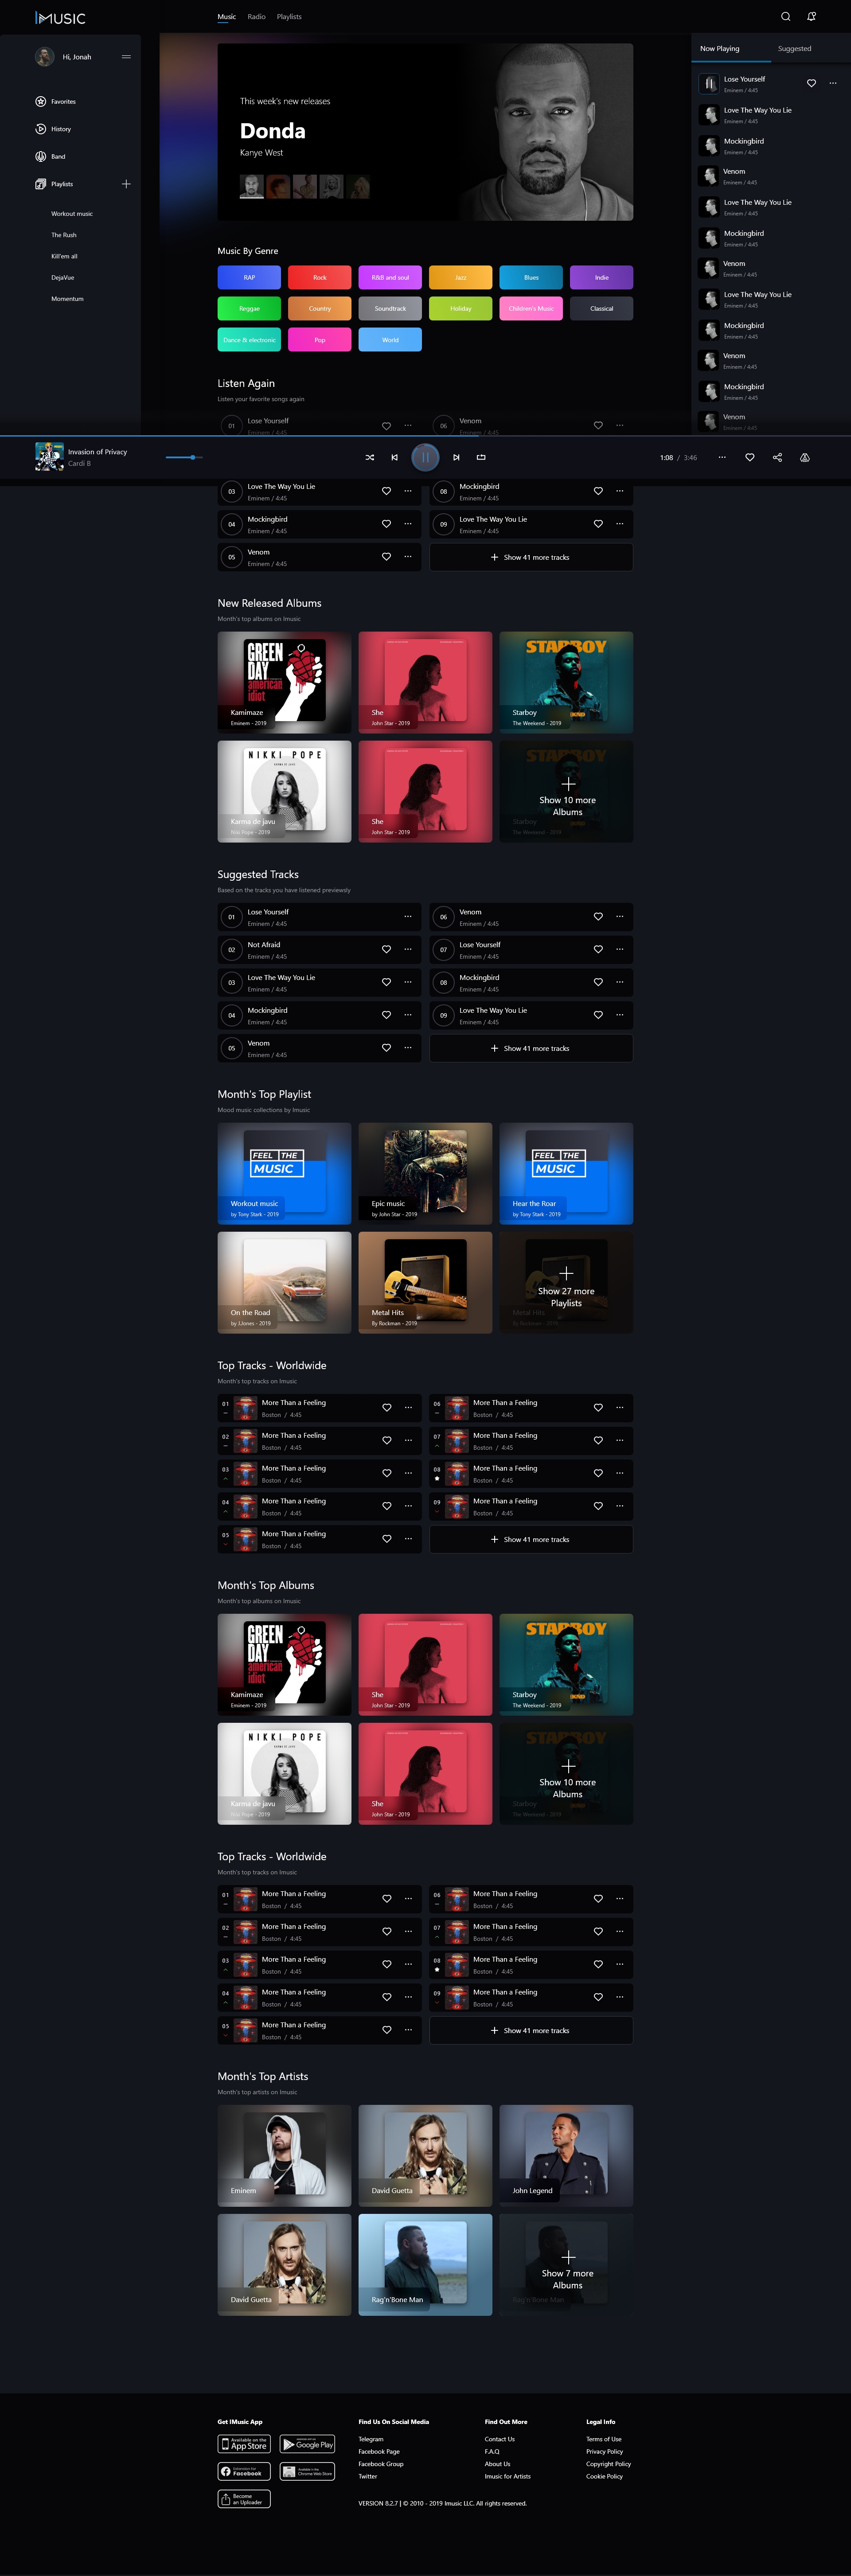 IMUSIC
Music Radio Playlists
Hi, Jonah
Favorites
History
Band
Playlists
Workout music
The Rush
Kill'em all
DejaVue
Momentum
This week's new releases
Donda
Kanye West
Now Playing Suggested
Lose Yourself
Eminem / 4:45
Love The Way You Lie
Eminem / 4:45
Mockingbird
Eminem / 4:45
Venom
Eminem / 4:45
Love The Way You Lie
Eminem / 4:45
Mockingbird
Eminem / 4:45
Venom
Eminem / 4:45
Love The Way You Lie
Eminem / 4:45
Mockingbird
Eminem / 4:45
Venom
Eminem / 4:45
Mockingbird
Eminem / 4:45
Venom
Eminem / 4:45
Music By Genre
RAP Rock R&B and soul Jazz Blues Indie
Reggae Country Soundtrack Holiday Children's Music Classical
Dance & electronic Pop World
Listen Again
Listen your favorite songs again
01 Lose Yourself
Eminem / 4:45
06 Venom
Eminem / 4:45
Invasion of Privacy
Cardi B
1:08 / 3:46
03 Love The Way You Lie
Eminem / 4:45
08 Mockingbird
Eminem / 4:45
04 Mockingbird
Eminem / 4:45
09 Love The Way You Lie
Eminem / 4:45
05 Venom
Eminem / 4:45
Show 41 more tracks
New Released Albums
Month's top albums on Imusic
GREEN DAY
american idiot
Kamimaze
Eminem - 2019
She
John Star - 2019
STARBOY
Starboy
The Weekend - 2019
NIKKI POPE
KARMA DE JAVU
Karma de javu
Niki Pope - 2019
She
John Star - 2019
STARBOY
Show 10 more
Albums
Starboy
The Weekend - 2019
Suggested Tracks
Based on the tracks you have listened previewsly
01 Lose Yourself
Eminem / 4:45
06 Venom
Eminem / 4:45
02 Not Afraid
Eminem / 4:45
07 Lose Yourself
Eminem / 4:45
03 Love The Way You Lie
Eminem / 4:45
08 Mockingbird
Eminem / 4:45
04 Mockingbird
Eminem / 4:45
09 Love The Way You Lie
Eminem / 4:45
05 Venom
Eminem / 4:45
Show 41 more tracks
Month's Top Playlist
Mood music collections by Imusic
FEEL THE
MUSIC
Workout music
by Tony Stark - 2019
Epic music
by John Star - 2019
FEEL THE
MUSIC
Hear the Roar
by Tony Stark - 2019
On the Road
by JJones - 2019
Metal Hits
By Rockman - 2019
Show 27 more
Playlists
Metal Hits
By Rockman - 2019
Top Tracks - Worldwide
Month's top tracks on Imusic
01 More Than a Feeling
Boston / 4:45
06 More Than a Feeling
Boston / 4:45
02 More Than a Feeling
Boston / 4:45
07 More Than a Feeling
Boston / 4:45
03 More Than a Feeling
Boston / 4:45
08 More Than a Feeling
Boston / 4:45
04 More Than a Feeling
Boston / 4:45
09 More Than a Feeling
Boston / 4:45
05 More Than a Feeling
Boston / 4:45
Show 41 more tracks
Month's Top Albums
Month's top albums on Imusic
GREEN DAY
american idiot
Kamimaze
Eminem - 2019
She
John Star - 2019
STARBOY
Starboy
The Weekend - 2019
NIKKI POPE
KARMA DE JAVU
Karma de javu
Niki Pope - 2019
She
John Star - 2019
STARBOY
Show 10 more
Albums
Starboy
The Weekend - 2019
Top Tracks - Worldwide
Month's top tracks on Imusic
01 More Than a Feeling
Boston / 4:45
06 More Than a Feeling
Boston / 4:45
02 More Than a Feeling
Boston / 4:45
07 More Than a Feeling
Boston / 4:45
03 More Than a Feeling
Boston / 4:45
08 More Than a Feeling
Boston / 4:45
04 More Than a Feeling
Boston / 4:45
09 More Than a Feeling
Boston / 4:45
05 More Than a Feeling
Boston / 4:45
Show 41 more tracks
Month's Top Artists
Month's top artists on Imusic
Eminem
David Guetta
John Legend
David Guetta
Rag'n'Bone Man
Show 7 more
Albums
Rag'n'Bone Man
Get IMusic App
Available on the
App Store
Google Play
Facebook
Available in the
Chrome Web Store
Become
an Uploader
Find Us On Social Media
Telegram
Facebook Page
Facebook Group
Twitter
Find Out More
Contact Us
F.A.Q
About Us
Imusic for Artists
Legal Info
Terms of Use
Privacy Policy
Copyright Policy
Cookie Policy
VERSION 8.2.7 | © 2010 - 2019 Imusic LLC. All rights reserved.